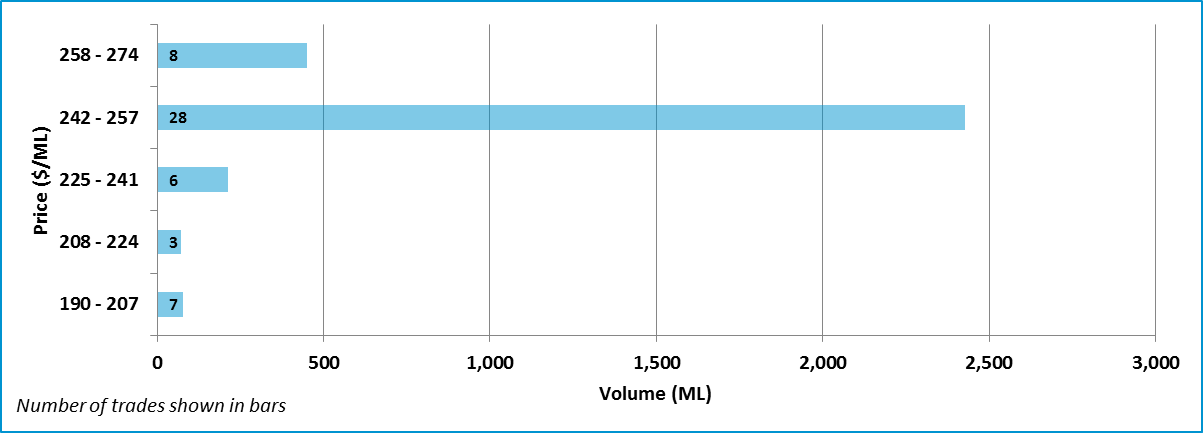 258 - 274
8
242 - 257
28
225 - 241
6
208 - 224
3
190 - 207
7
Price ($/ML)
0 500 1,000 1,500 2,000 2,500 3,000
Volume (ML)
Number of trades shown in bars